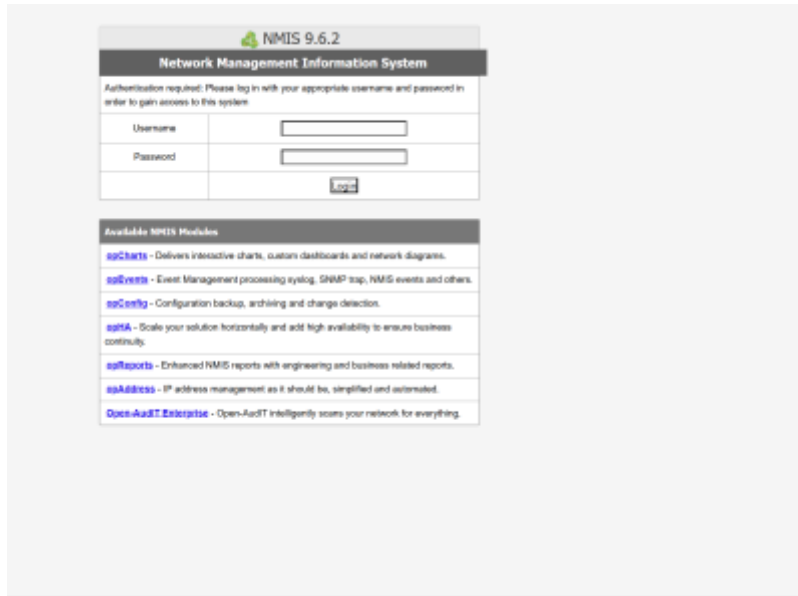 NMIS 9.6.2
Network Management Information System
Authentication required: Please log in with your appropriate username and password in
order to gain access to this system
Username
Password
Login
Available NMIS Modules
opCharts - Delivers interactive charts, custom dashboards and network diagrams.
opEvents - Event Management processing syslog, SNMP trap, NMIS events and others.
opConfig - Configuration backup, archiving and change detection.
opHA - Scale your solution horizontally and add high availability to ensure business
continuity.
opReports - Enhanced NMIS reports with engineering and business related reports.
opAddress - IP address management as it should be, simplified and automated.
Open-AudIT Enterprise - Open-AudIT intelligently scans your network for everything.